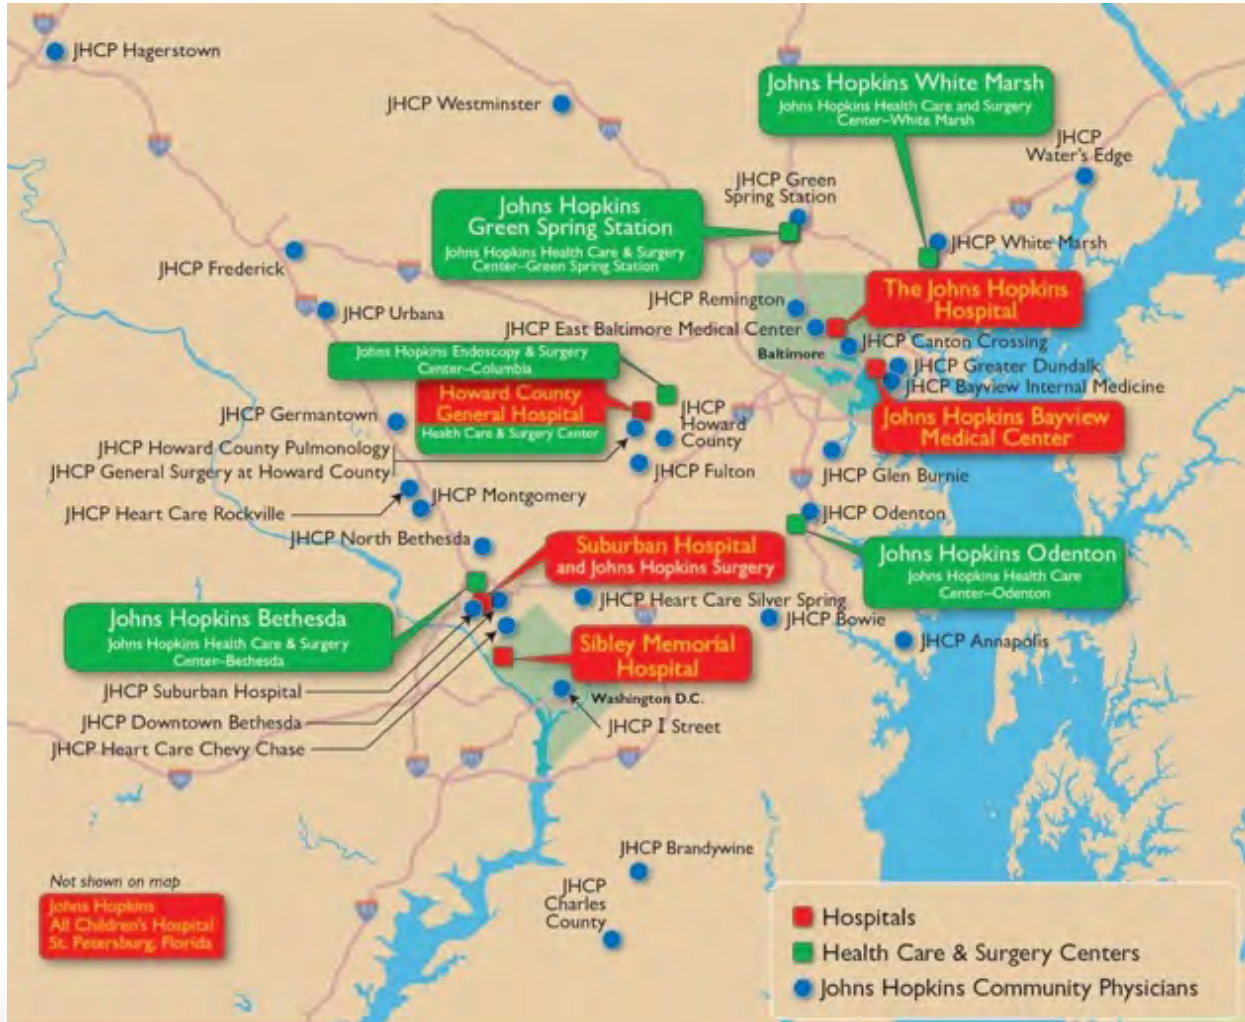 JHCP Hagerstown
JHCP Westminster
Johns Hopkins White Marsh
Johns Hopkins Health Care and Surgery
Center–White Marsh
JHCP
Water's Edge
JHCP Green
Spring Station
Johns Hopkins
Green Spring Station
Johns Hopkins Health Care & Surgery
Center–Green Spring Station
JHCP White Marsh
JHCP Frederick
The Johns Hopkins
Hospital
JHCP Remington
JHCP Urbana
JHCP East Baltimore Medical Center
JHCP Canton Crossing
Baltimore
Johns Hopkins Endoscopy & Surgery
Center–Columbia
JHCP Greater Dundalk
JHCP Bayview Internal Medicine
Howard County
General Hospital
Health Care & Surgery Center
JHCP
Howard
County
Johns Hopkins Bayview
Medical Center
JHCP Germantown
JHCP Howard County Pulmonology
JHCP General Surgery at Howard County
JHCP Fulton
JHCP Glen Burnie
JHCP Montgomery
JHCP Heart Care Rockville
JHCP Odenton
JHCP North Bethesda
Suburban Hospital
and Johns Hopkins Surgery
Johns Hopkins Odenton
Johns Hopkins Health Care
Center–Odenton
JHCP Heart Care Silver Spring
Johns Hopkins Bethesda
Johns Hopkins Health Care & Surgery
Center–Bethesda
JHCP Bowie
JHCP Annapolis
Sibley Memorial
Hospital
JHCP Suburban Hospital
Washington D.C.
JHCP Downtown Bethesda
JHCP I Street
JHCP Heart Care Chevy Chase
JHCP Brandywine
JHCP
Charles
County
Not shown on map
Johns Hopkins
All Children's Hospital
St. Petersburg, Florida
Hospitals
Health Care & Surgery Centers
Johns Hopkins Community Physicians